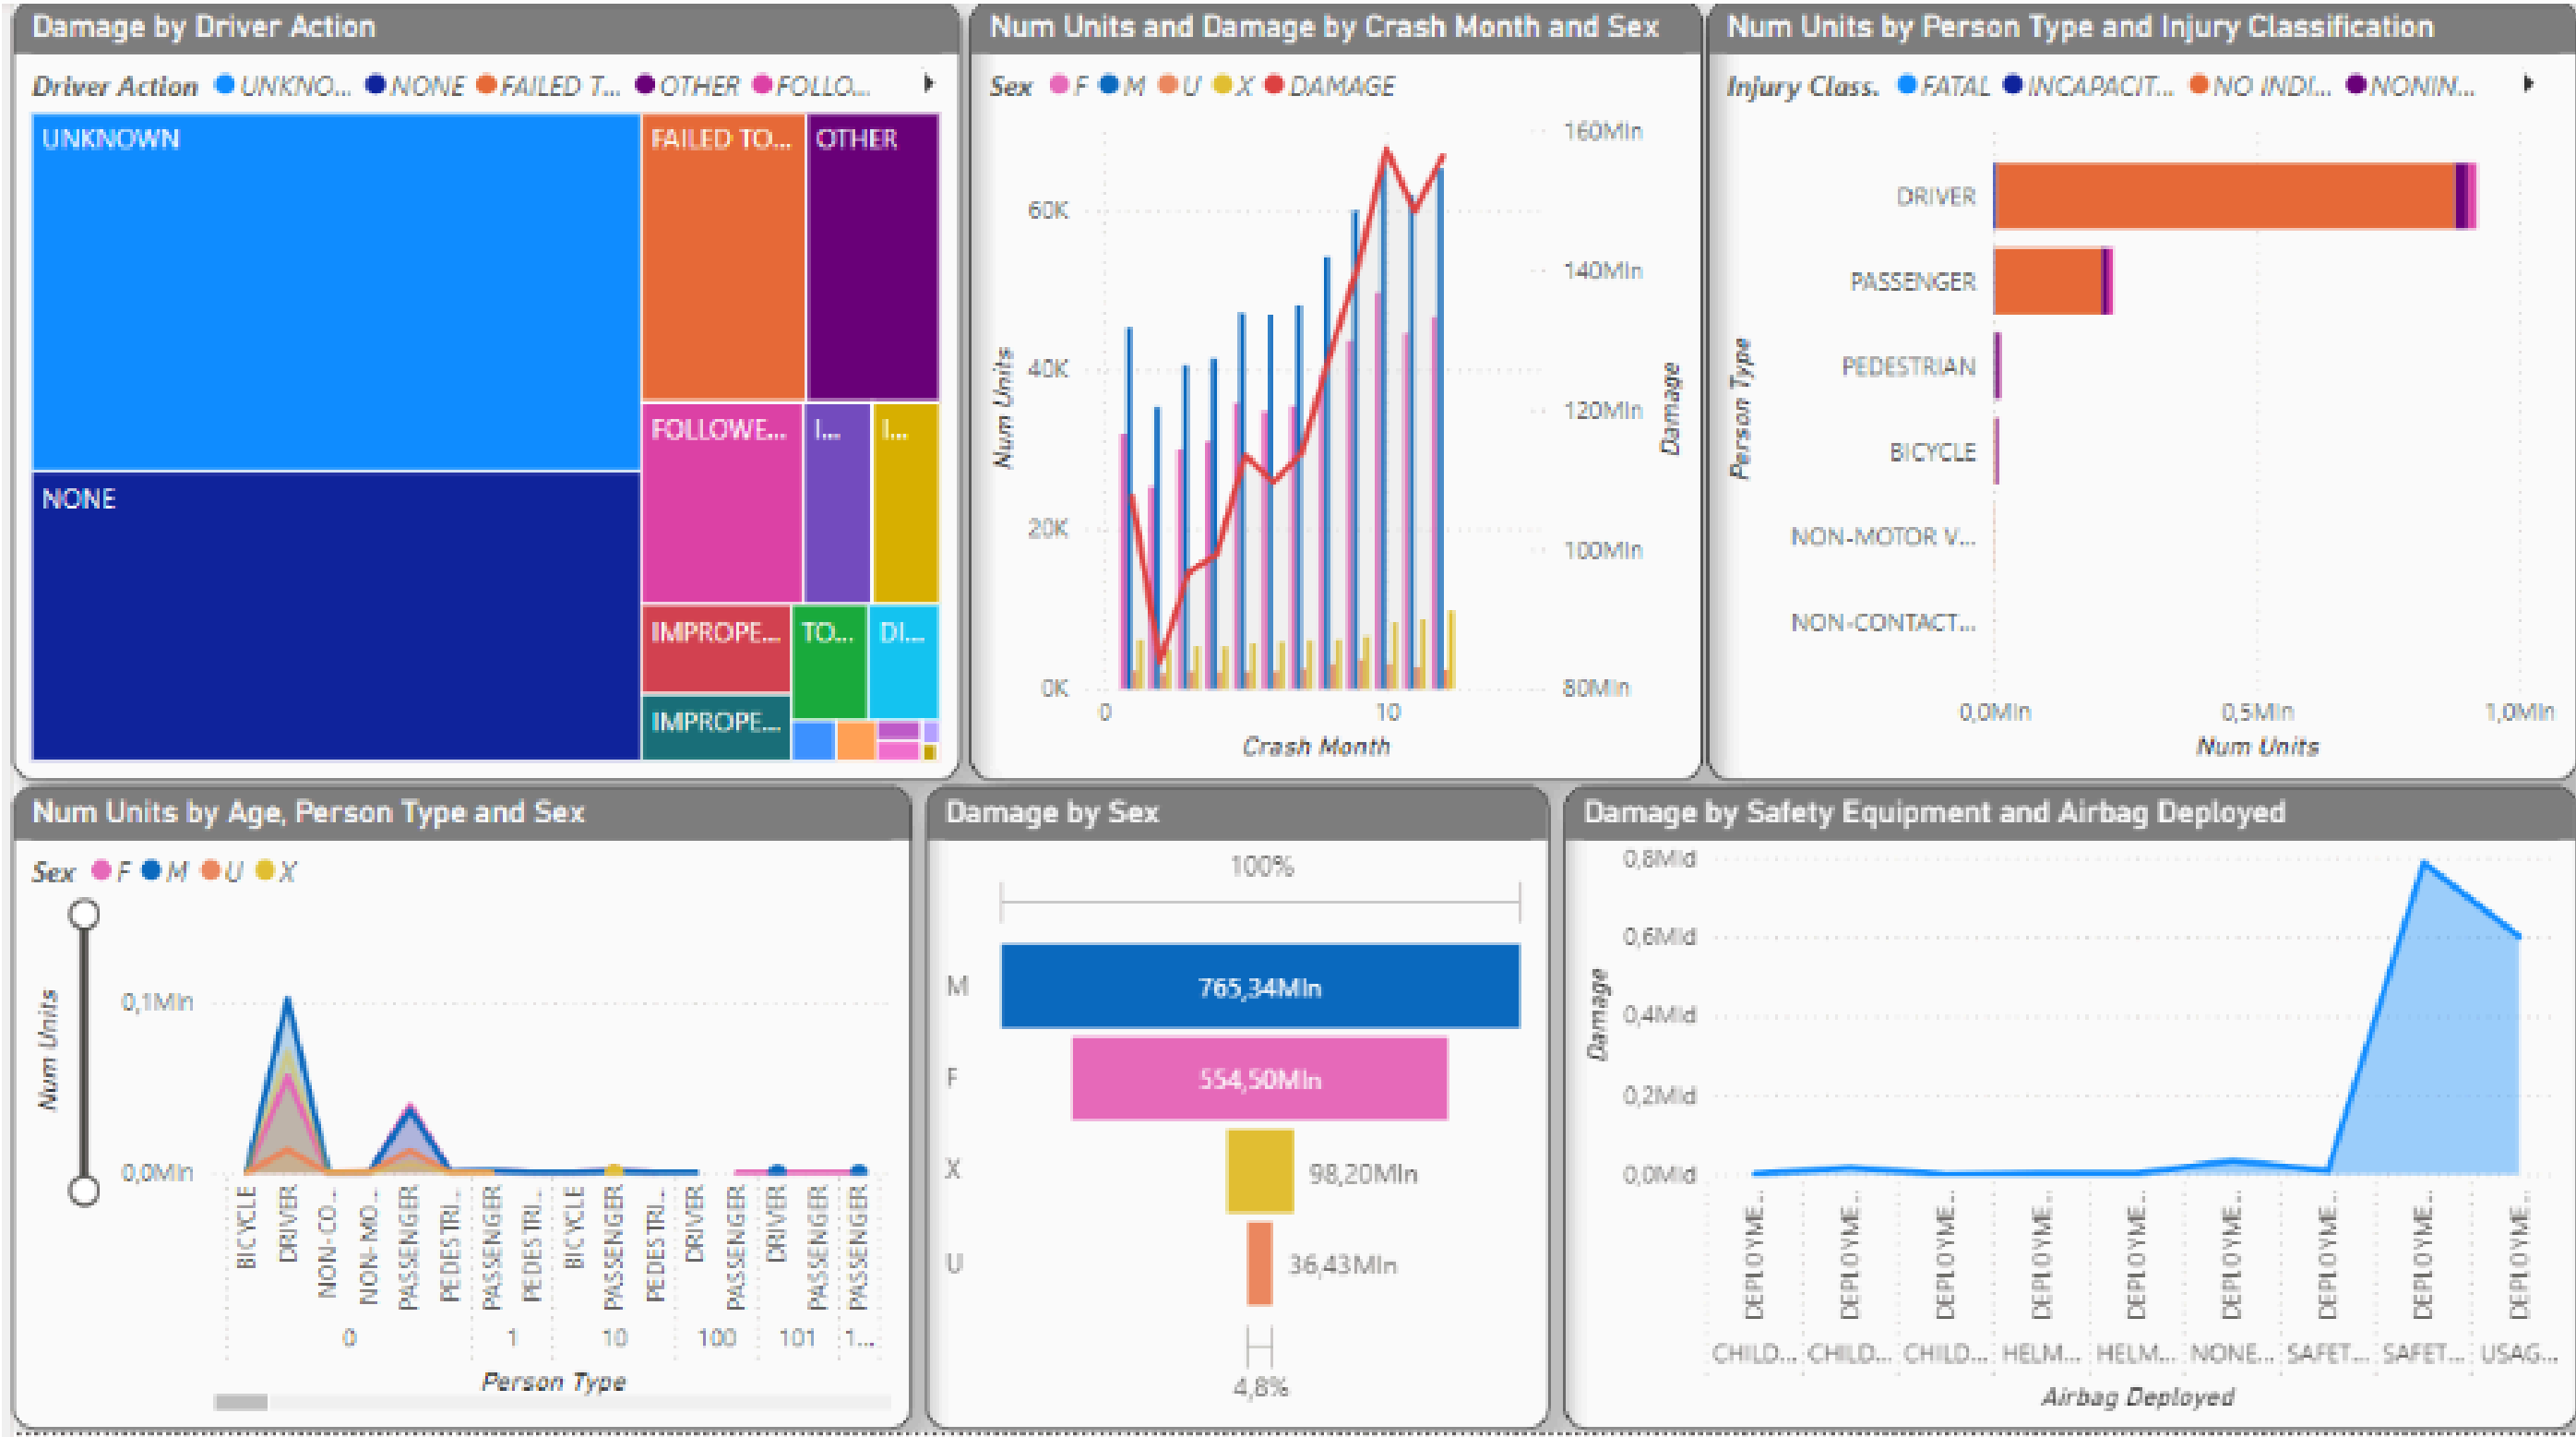 Damage by Driver Action
Driver Action UNKNO... NONE FAILED T... OTHER FOLLO...
UNKNOWN
FAILED TO...
OTHER
NONE
FOLLOWE...
I...
I...
IMPROPE...
TO...
DI...
IMPROPE...
Num Units and Damage by Crash Month and Sex
Sex F M U X DAMAGE
160Mln
60K
140Mln
40K
120Mln
20K
100Mln
0K
80Mln
0
10
Num Units
Damage
Crash Month
Num Units by Person Type and Injury Classification
Injury Class. FATAL INCAPACIT... NO INDI... NONIN...
DRIVER
PASSENGER
PEDESTRIAN
BICYCLE
NON-MOTOR V...
NON-CONTACT...
Person Type
0,0Mln
0,5Mln
1,0Mln
Num Units
Num Units by Age, Person Type and Sex
Sex F M U X
Num Units
0,1Mln
0,0Mln
BICYCLE
DRIVER
NON-CO...
NON-MO...
PASSENGER
PEDESTRI...
PASSENGER
PEDESTRI...
BICYCLE
PASSENGER
PEDESTRI...
DRIVER
PASSENGER
DRIVER
PASSENGER
PASSENGER
0
1
10
100
101
1...
Person Type
Damage by Sex
100%
M
765,34Mln
F
554,50Mln
X
98,20Mln
U
36,43Mln
4,8%
Damage by Safety Equipment and Airbag Deployed
0,8Mld
0,6Mld
0,4Mld
0,2Mld
0,0Mld
Damage
DEPLOYME...
DEPLOYME...
DEPLOYME...
DEPLOYME...
DEPLOYME...
DEPLOYME...
DEPLOYME...
DEPLOYME...
DEPLOYME...
CHILD... CHILD... CHILD... HELM... HELM... NONE... SAFET... SAFET... USAG...
Airbag Deployed